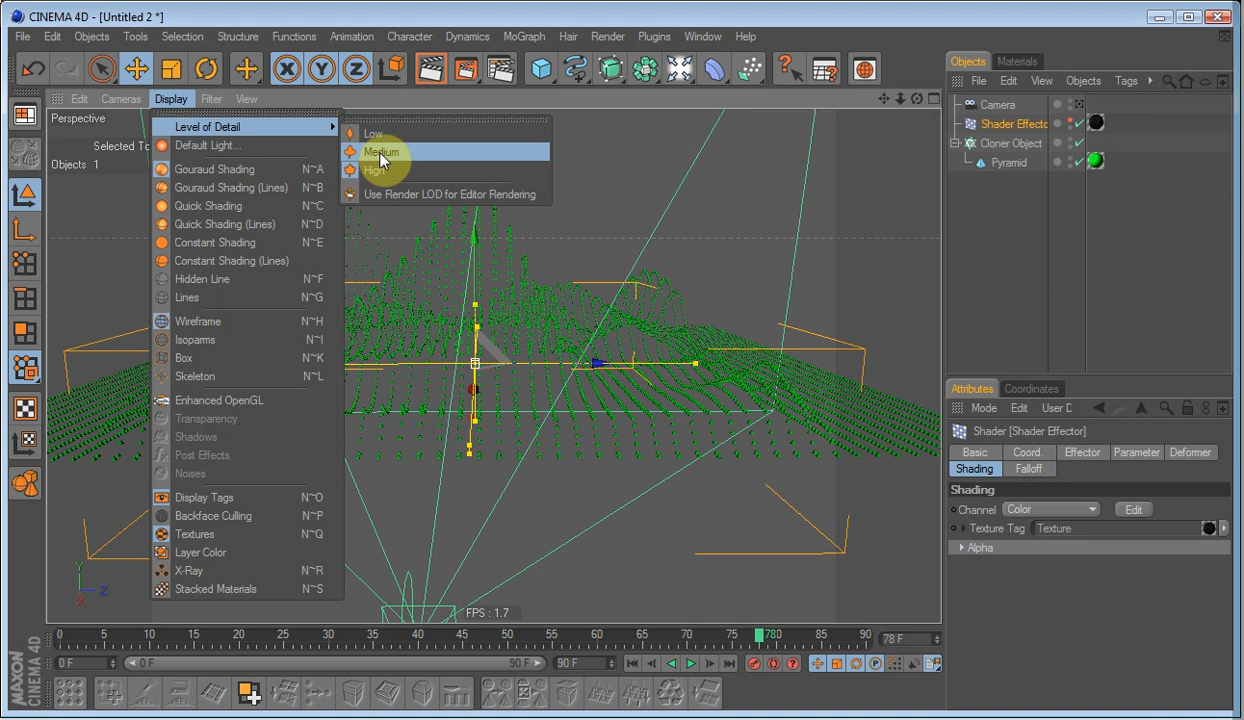 CINEMA 4D - [Untitled 2 *]
File Edit Objects Tools Selection Structure Functions Animation Character Dynamics MoGraph Hair Render Plugins Window Help
Objects Materials
File Edit View Objects Tags
Edit Cameras Display Filter View
Perspective
Selected To
Objects 1
Level of Detail
Default Light...
Gouraud Shading N~A
Gouraud Shading (Lines) N~B
Quick Shading N~C
Quick Shading (Lines) N~D
Constant Shading N~E
Constant Shading (Lines)
Hidden Line N~F
Lines N~G
Wireframe N~H
Isoparms N~I
Box N~K
Skeleton N~L
Enhanced OpenGL
Transparency
Shadows
Post Effects
Noises
Display Tags N~O
Backface Culling N~P
Textures N~Q
Layer Color
X-Ray N~R
Stacked Materials N~S
Low
Medium
High
Use Render LOD for Editor Rendering
Camera
Shader Effecto
Cloner Object
Pyramid
Y
Z
X
FPS : 1.7
Attributes Coordinates
Mode Edit User D
Shader [Shader Effector]
Basic Coord. Effector Parameter Deformer
Shading Falloff
Shading
Channel Color Edit
Texture Tag Texture
Alpha
0 5 10 15 20 25 30 35 40 45 50 55 60 65 70 780 85 90 78 F
0 F 0 F 90 F 90 F
MAXON
CINEMA 4D